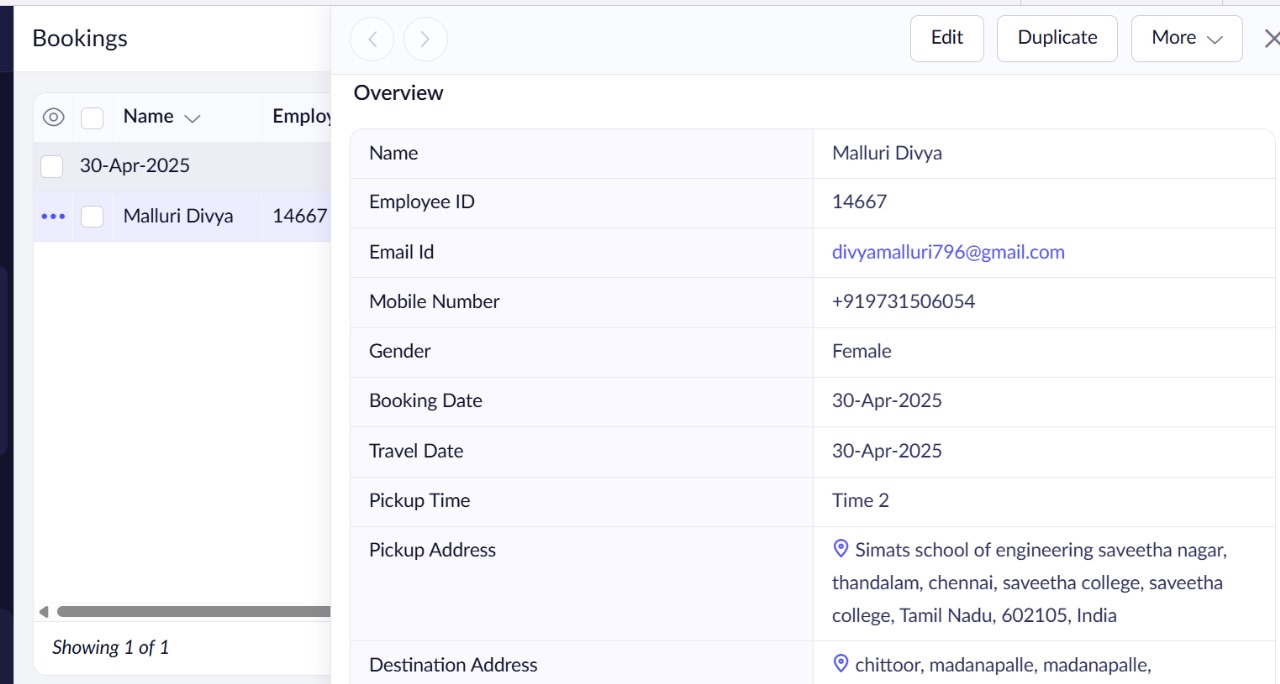 Bookings
Edit
Duplicate
More
Overview
Name
Employ
30-Apr-2025
Malluri Divya
14667
Showing 1 of 1
Name
Malluri Divya
Employee ID
14667
Email Id
divyamalluri796@gmail.com
Mobile Number
+919731506054
Gender
Female
Booking Date
30-Apr-2025
Travel Date
30-Apr-2025
Pickup Time
Time 2
Pickup Address
Simats school of engineering saveetha nagar,
thandalam, chennai, saveetha college, saveetha
college, Tamil Nadu, 602105, India
Destination Address
chittoor, madanapalle, madanapalle,